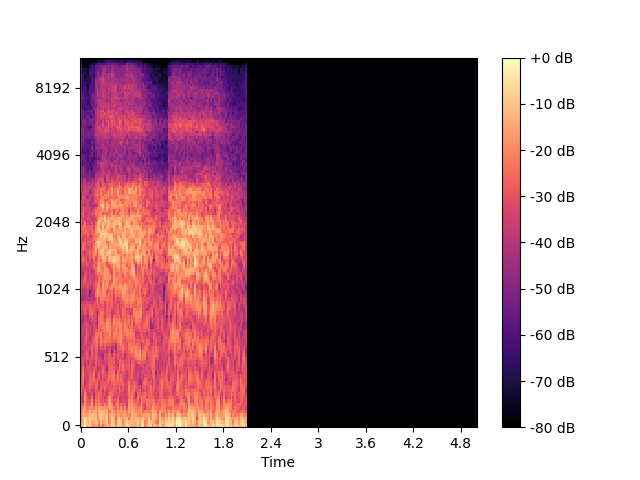 8192
4096
2048
1024
512
0
Hz
0 0.6 1.2 1.8 2.4 3 3.6 4.2 4.8
Time
+0 dB
-10 dB
-20 dB
-30 dB
-40 dB
-50 dB
-60 dB
-70 dB
-80 dB